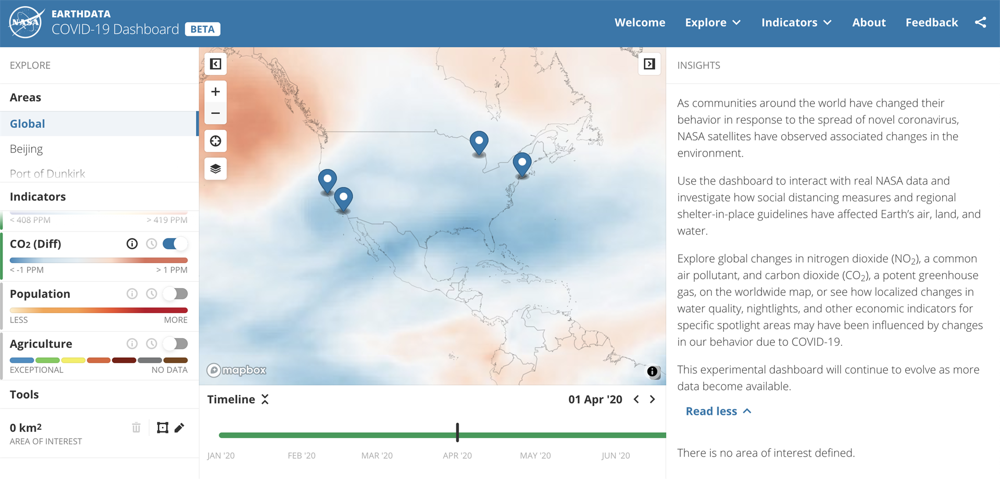 NASA
EARTHDATA
COVID-19 Dashboard BETA
Welcome Explore Indicators About Feedback
EXPLORE
Areas
Global
Beijing
Port of Dunkirk
Indicators
< 408 PPM > 419 PPM
CO2 (Diff)
< -1 PPM > 1 PPM
Population
LESS MORE
Agriculture
EXCEPTIONAL NO DATA
Tools
0 km2
AREA OF INTEREST
mapbox
Timeline 01 Apr '20
JAN '20 FEB '20 MAR '20 APR '20 MAY '20 JUN '20
INSIGHTS
As communities around the world have changed their
behavior in response to the spread of novel coronavirus,
NASA satellites have observed associated changes in the
environment.
Use the dashboard to interact with real NASA data and
investigate how social distancing measures and regional
shelter-in-place guidelines have affected Earth’s air, land, and
water.
Explore global changes in nitrogen dioxide (NO2), a common
air pollutant, and carbon dioxide (CO2), a potent greenhouse
gas, on the worldwide map, or see how localized changes in
water quality, nightlights, and other economic indicators for
specific spotlight areas may have been influenced by changes
in our behavior due to COVID-19.
This experimental dashboard will continue to evolve as more
data become available.
Read less
There is no area of interest defined.